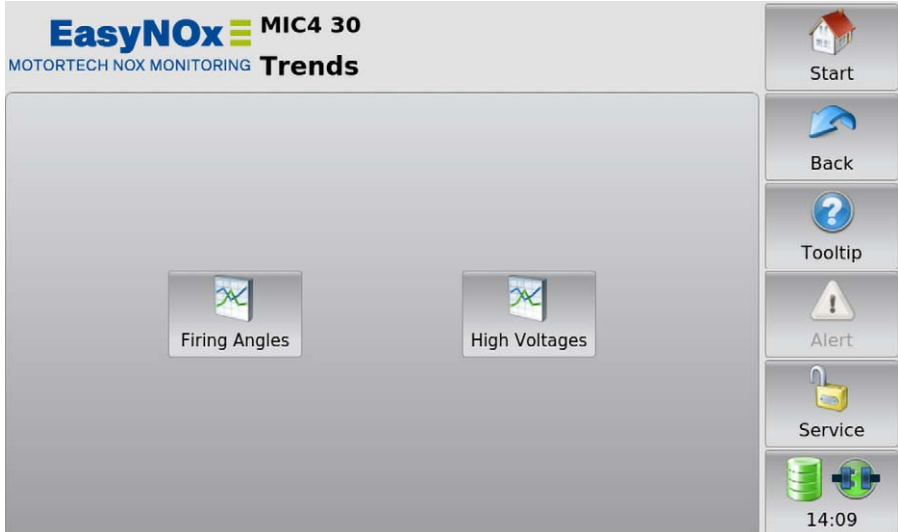 EasyNOx MIC4 30
MOTORTECH NOX MONITORING Trends
Start
Back
Tooltip
Firing Angles
High Voltages
Alert
Service
14:09